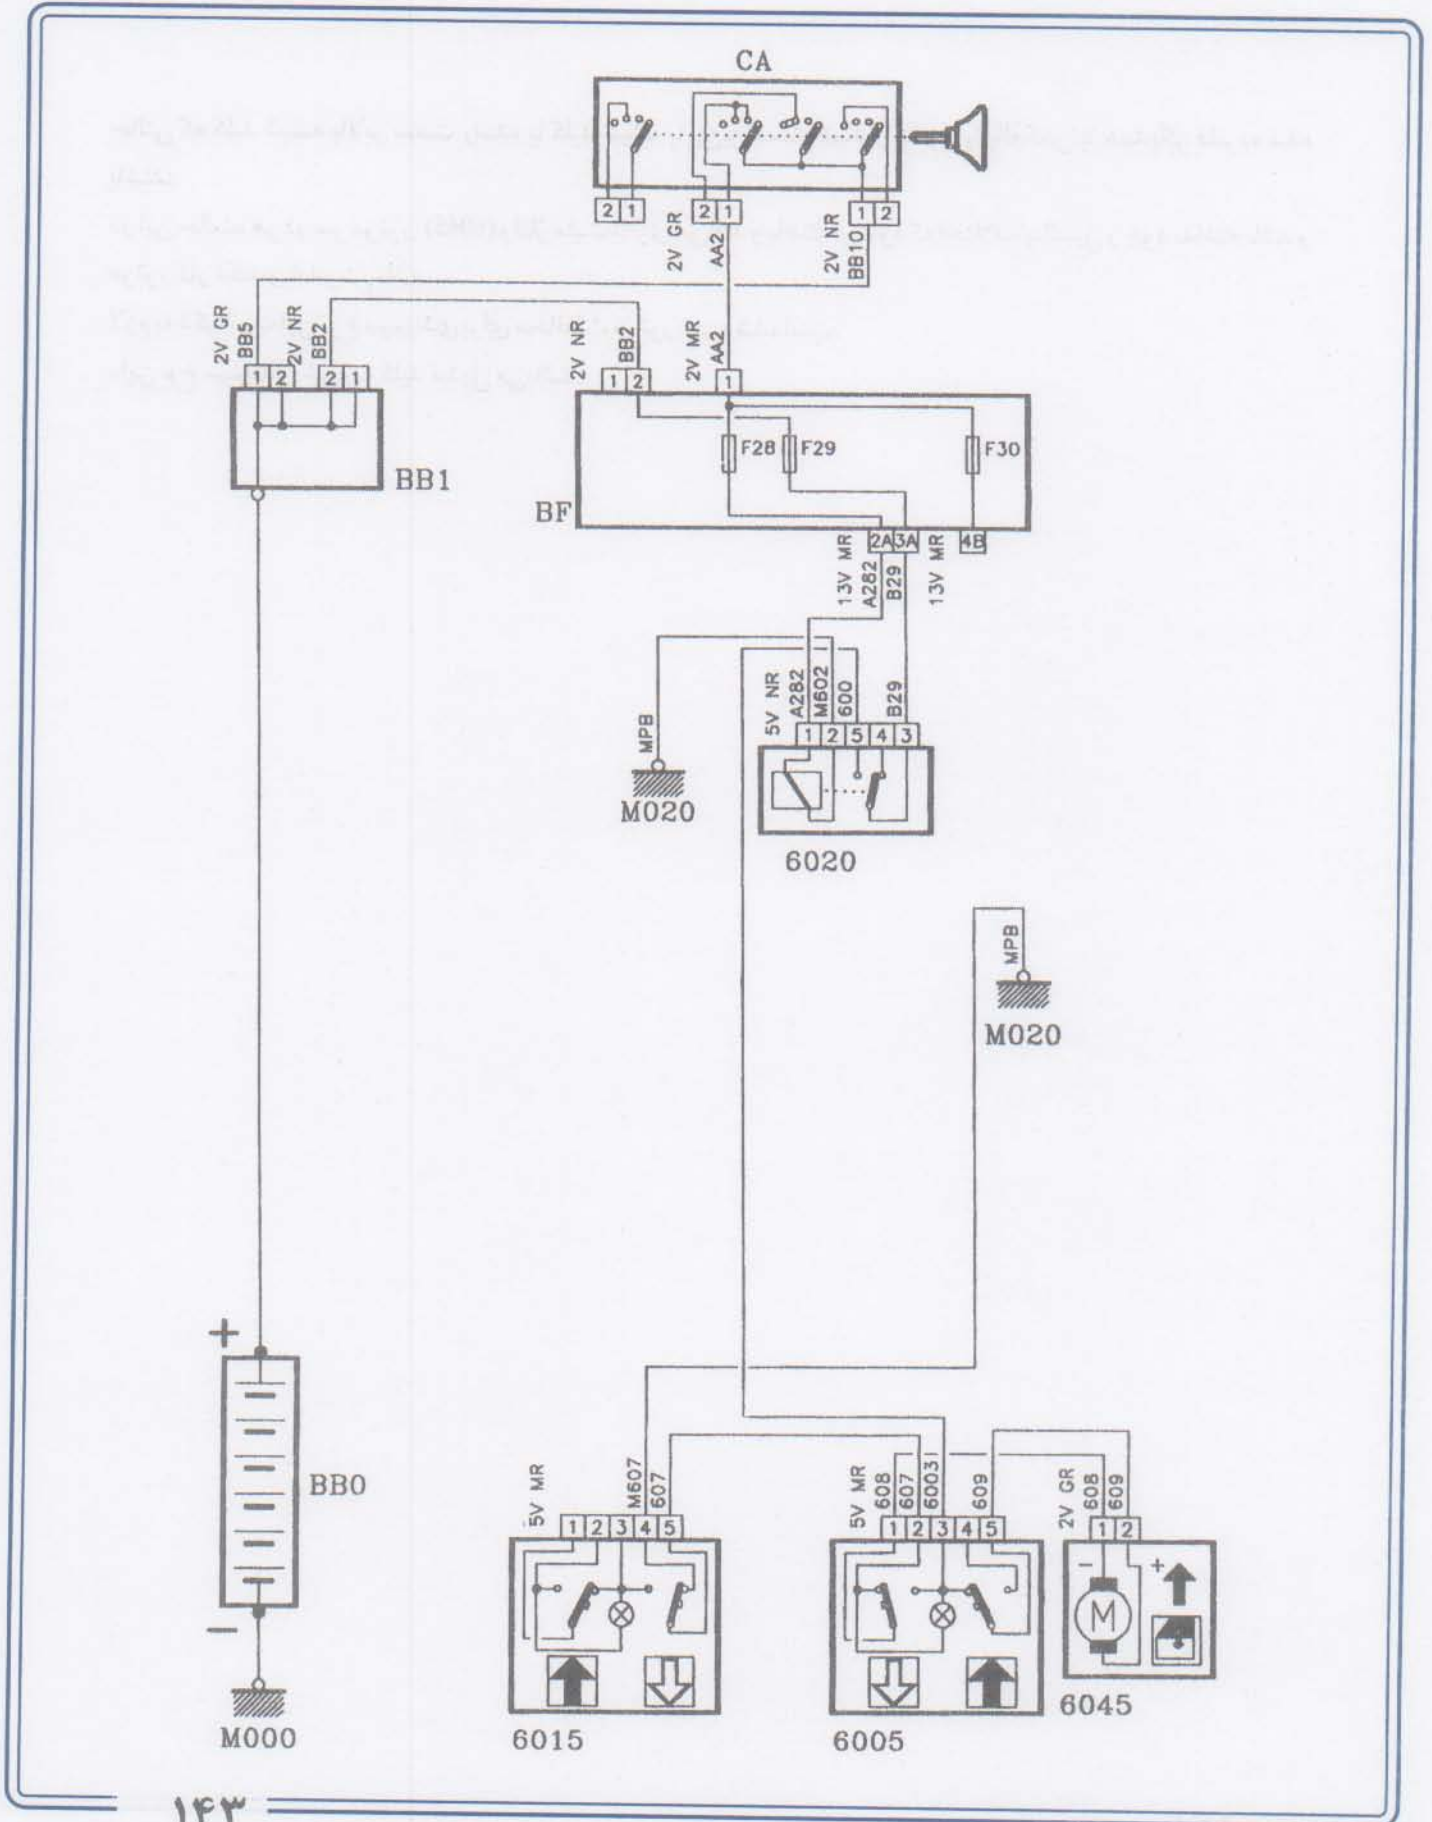 CA
2 1
2 1
1 2
2V GR
AA2
2V NR
BB10
2V GR
BB5
2V NR
BB2
1 2
2 1
BB1
2V NR
BB2
2V MR
AA2
1 2
1
F28
F29
F30
BF
13V MR
2A 3A
A282
B29
13V MR
4B
5V NR
A282
M602
600
B29
1 2 5 4 3
6020
MPB
M020
MPB
M020
+
BB0
−
M000
5V MR
M607
607
1 2 3 4 5
6015
5V MR
608
607
6003
609
1 2 3 4 5
6005
2V GR
608
609
1 2
− +
M
6045
۱۴۳